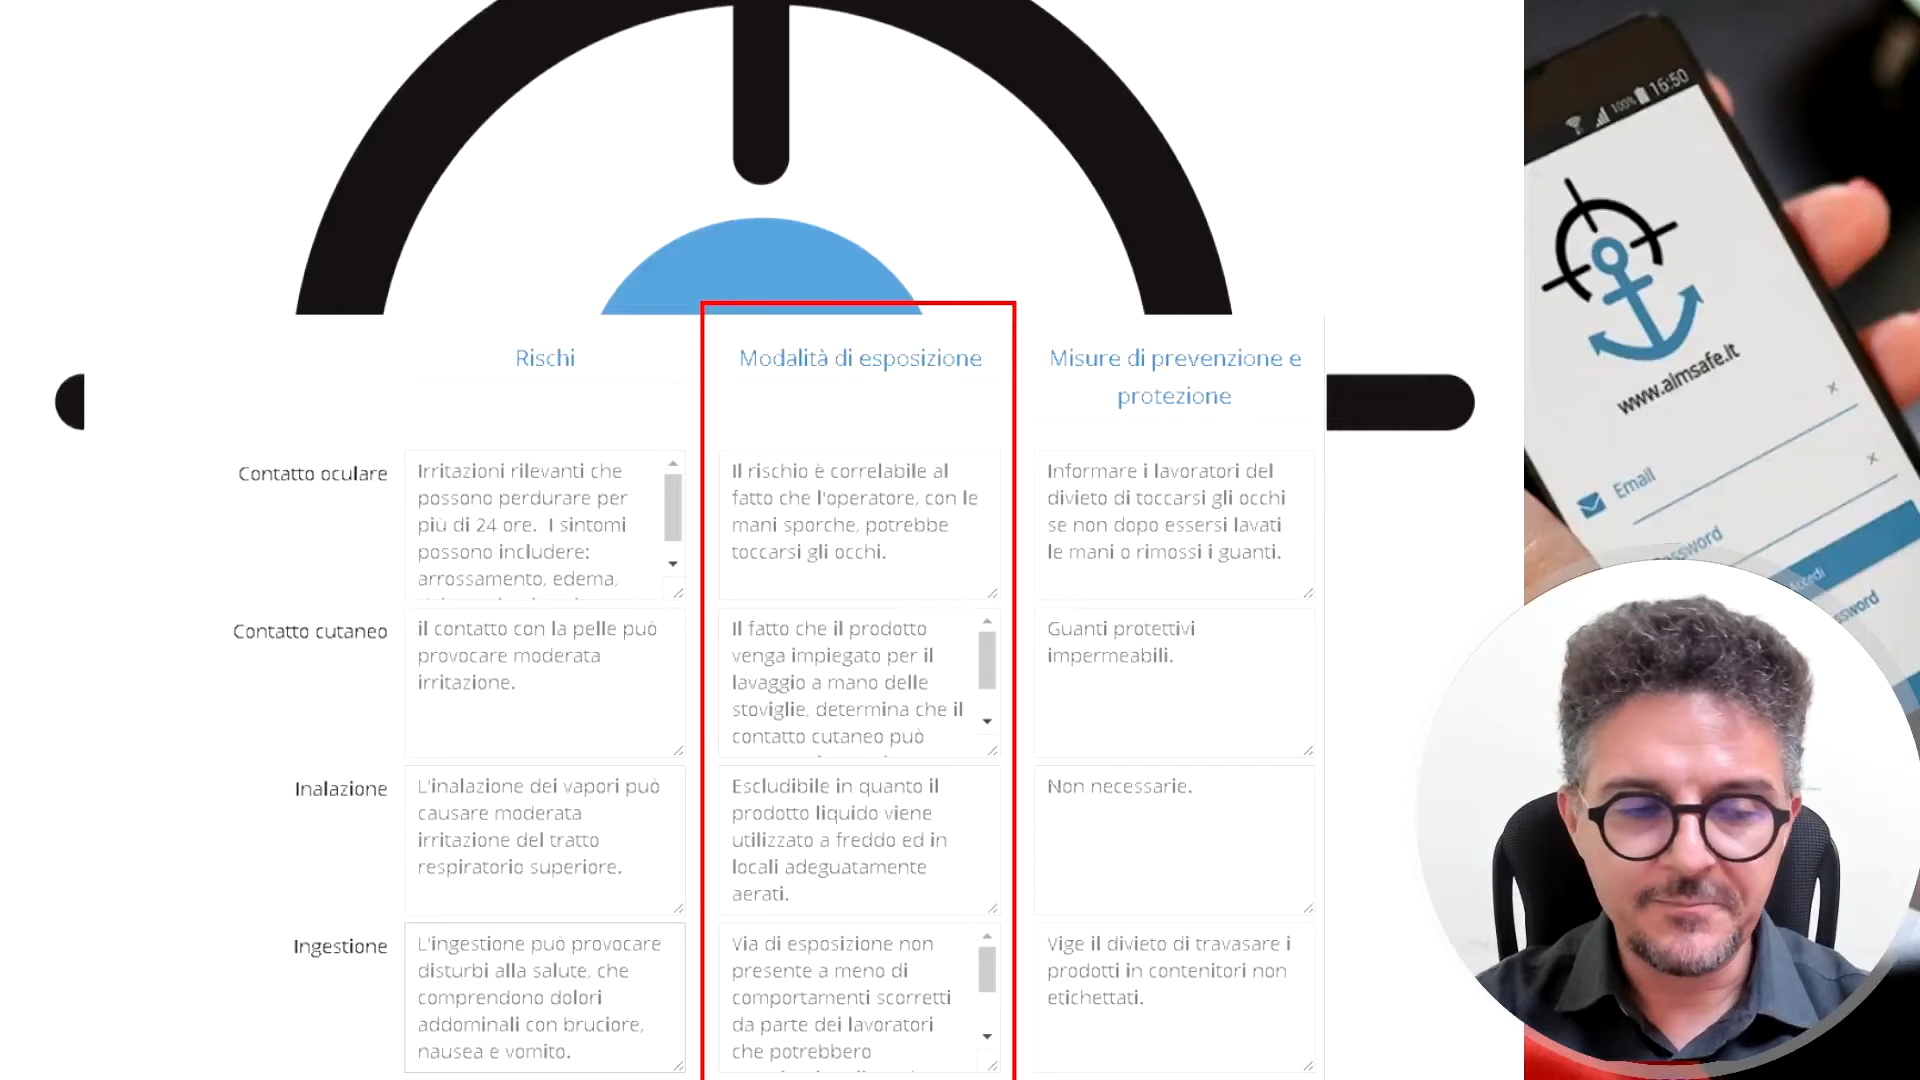 Rischi
Modalità di esposizione
Misure di prevenzione e
protezione
Contatto oculare
Irritazioni rilevanti che
possono perdurare per
più di 24 ore. I sintomi
possono includere:
arrossamento, edema,
Il rischio è correlabile al
fatto che l'operatore, con le
mani sporche, potrebbe
toccarsi gli occhi.
Informare i lavoratori del
divieto di toccarsi gli occhi
se non dopo essersi lavati
le mani o rimossi i guanti.
Contatto cutaneo
il contatto con la pelle può
provocare moderata
irritazione.
Il fatto che il prodotto
venga impiegato per il
lavaggio a mano delle
stoviglie, determina che il
contatto cutaneo può
Guanti protettivi
impermeabili.
Inalazione
L'inalazione dei vapori può
causare moderata
irritazione del tratto
respiratorio superiore.
Escludibile in quanto il
prodotto liquido viene
utilizzato a freddo ed in
locali adeguatamente
aerati.
Non necessarie.
Ingestione
L'ingestione può provocare
disturbi alla salute, che
comprendono dolori
addominali con bruciore,
nausea e vomito.
Via di esposizione non
presente a meno di
comportamenti scorretti
da parte dei lavoratori
che potrebbero
Vige il divieto di travasare i
prodotti in contenitori non
etichettati.
100% 16:50
www.aimsafe.it
Email
ssword
Accedi
ssword